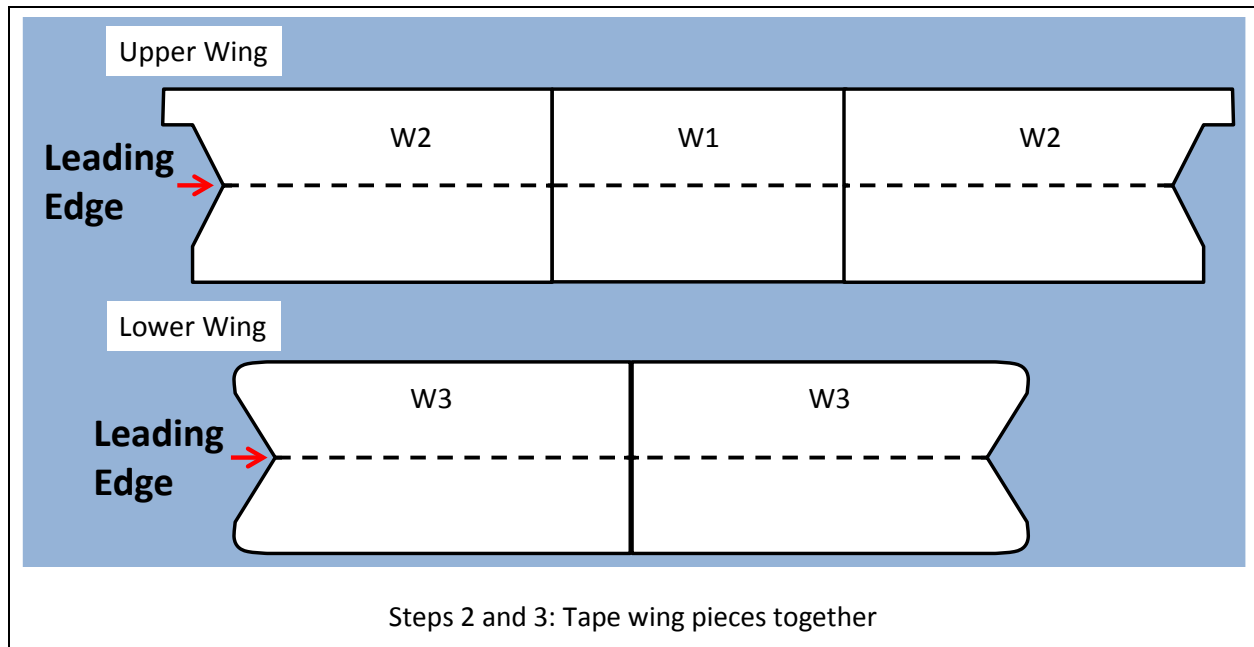 Upper Wing
W2
W1
W2
Leading
Edge
Lower Wing
W3
W3
Leading
Edge
Steps 2 and 3: Tape wing pieces together